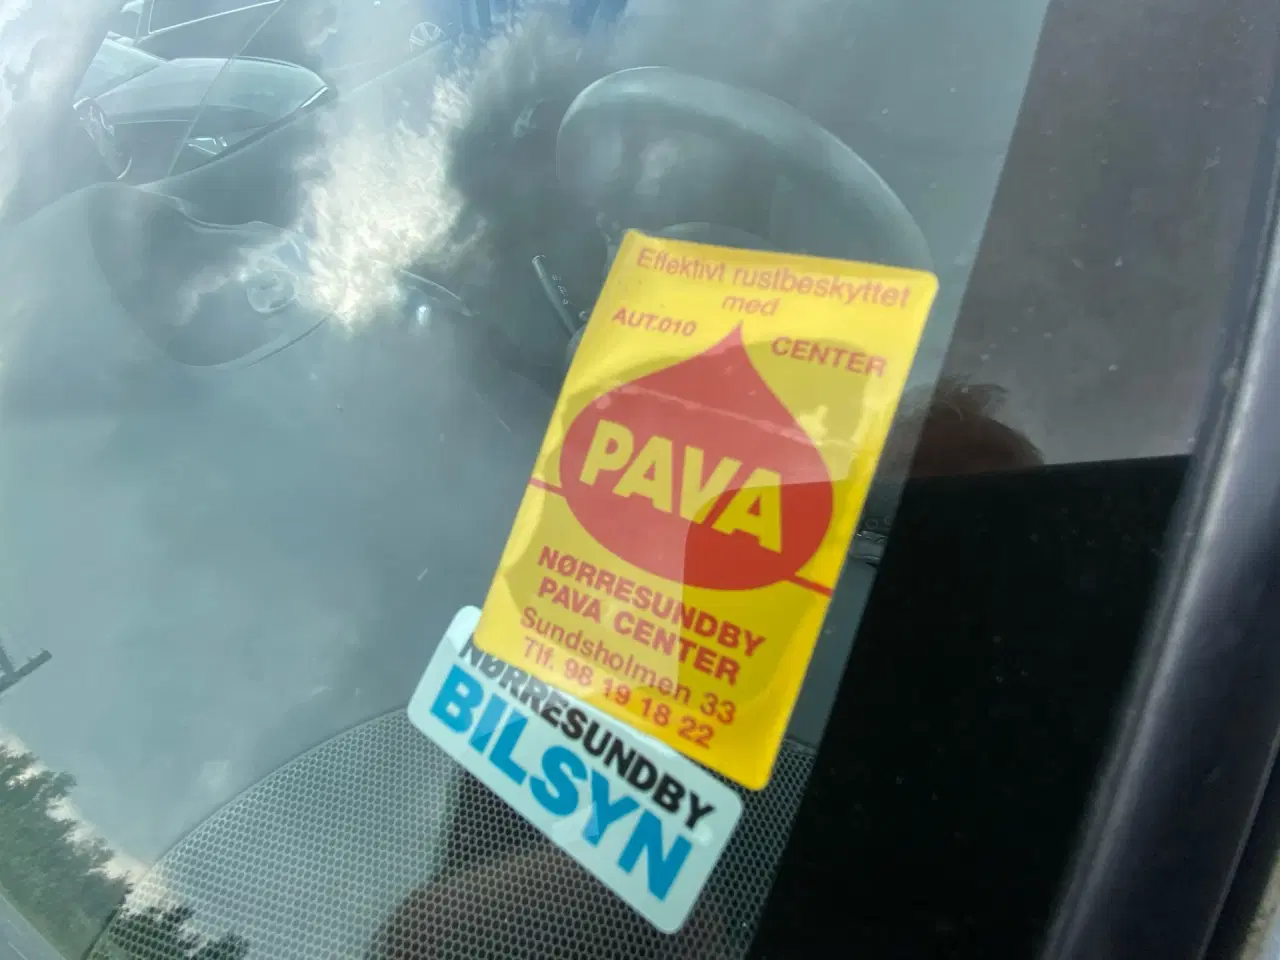 Effektivt rustbeskyttet
med
AUT.010 CENTER
PAVA
NØRRESUNDBY
PAVA CENTER
Sundsholmen 33
Tlf. 98 19 18 22
NØRRESUNDBY
BILSYN